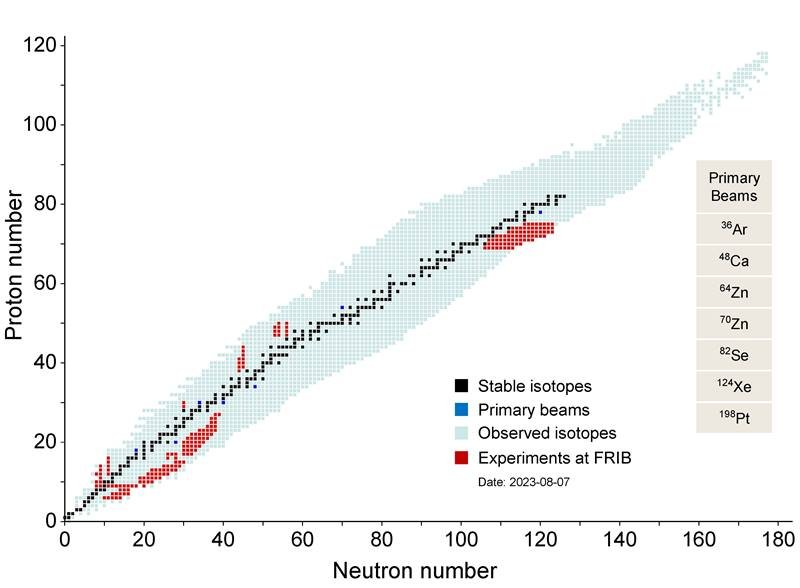 120
100
80
60
40
20
0
Proton number
0 20 40 60 80 100 120 140 160 180
Neutron number
Stable isotopes
Primary beams
Observed isotopes
Experiments at FRIB
Date: 2023-08-07
Primary
Beams
³⁶Ar
⁴⁸Ca
⁶⁴Zn
⁷⁰Zn
⁸²Se
¹²⁴Xe
¹⁹⁸Pt